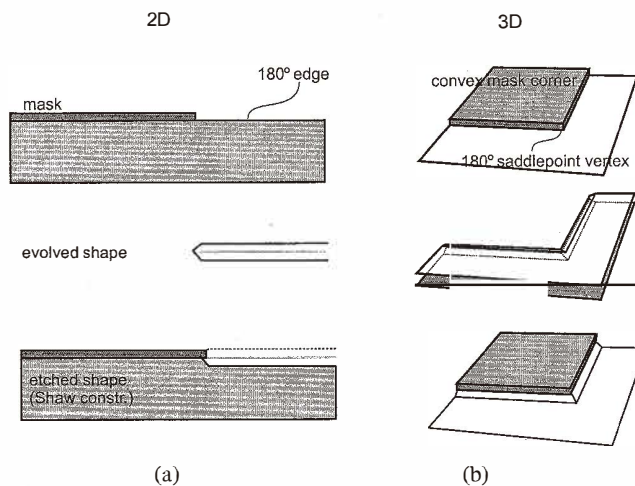 2D
3D
180º edge
mask
convex mask corner
180º saddlepoint vertex
evolved shape
etched shape
(Shaw constr.)
(a)
(b)